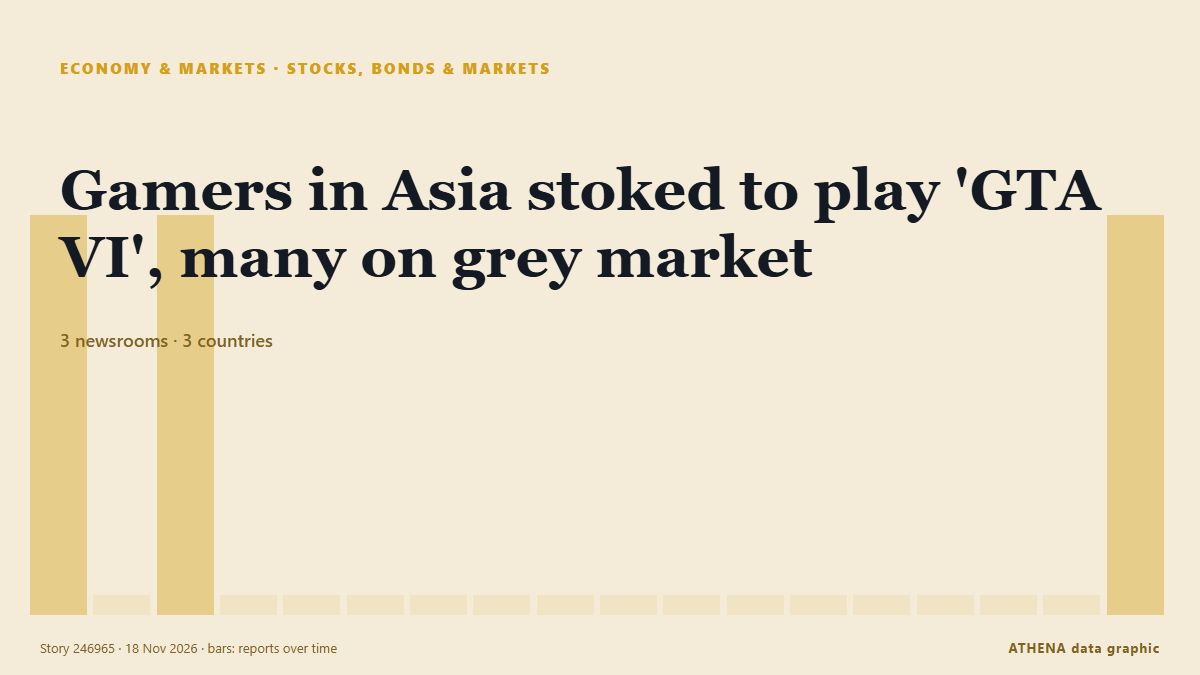 ECONOMY & MARKETS · STOCKS, BONDS & MARKETS
Gamers in Asia stoked to play 'GTA
VI', many on grey market
3 newsrooms · 3 countries
Story 246965 · 18 Nov 2026 · bars: reports over time
ATHENA data graphic